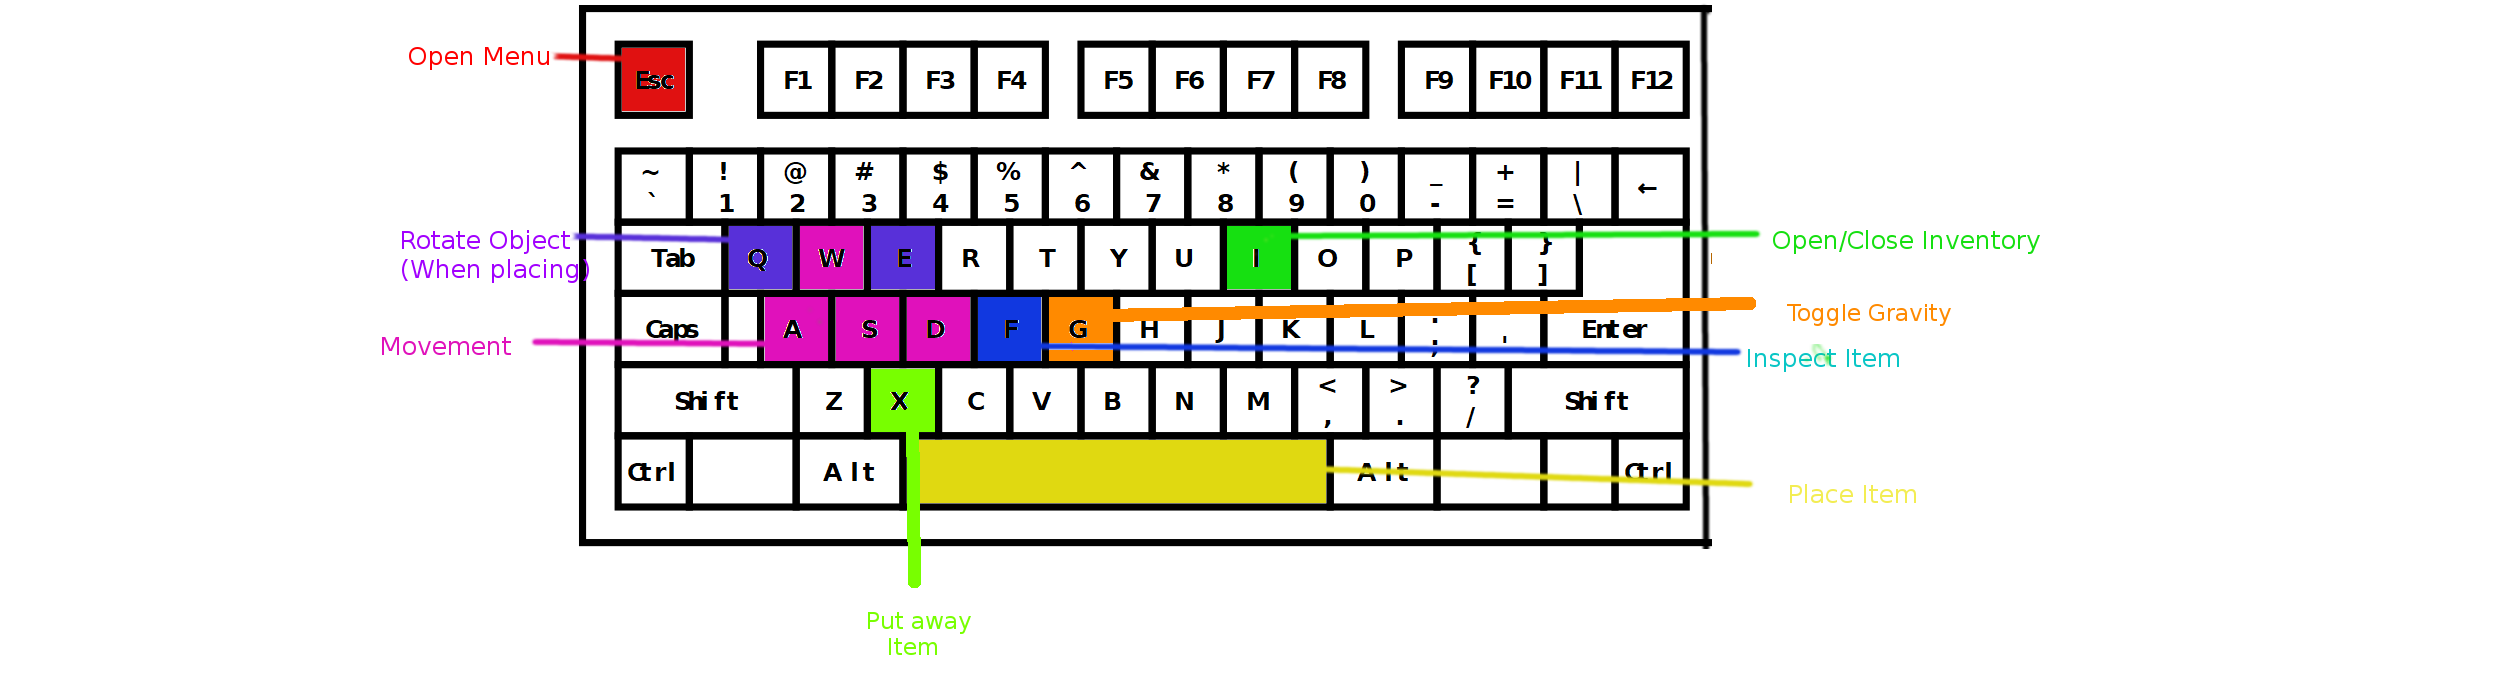 Open Menu
Esc F1 F2 F3 F4 F5 F6 F7 F8 F9 F10 F11 F12
~ ! @ # $ % ^ & * ( ) _ + |
` 1 2 3 4 5 6 7 8 9 0 - = \ ←
Rotate Object
(When placing)
Tab Q W E R T Y U I O P { }
[ ]
Open/Close Inventory
Toggle Gravity
Movement
Caps A S D F G H J K L : ; ' Enter
Inspect Item
Shift Z X C V B N M < > ? Shift
, . /
Ctrl Alt Alt Ctrl
Place Item
Put away
Item